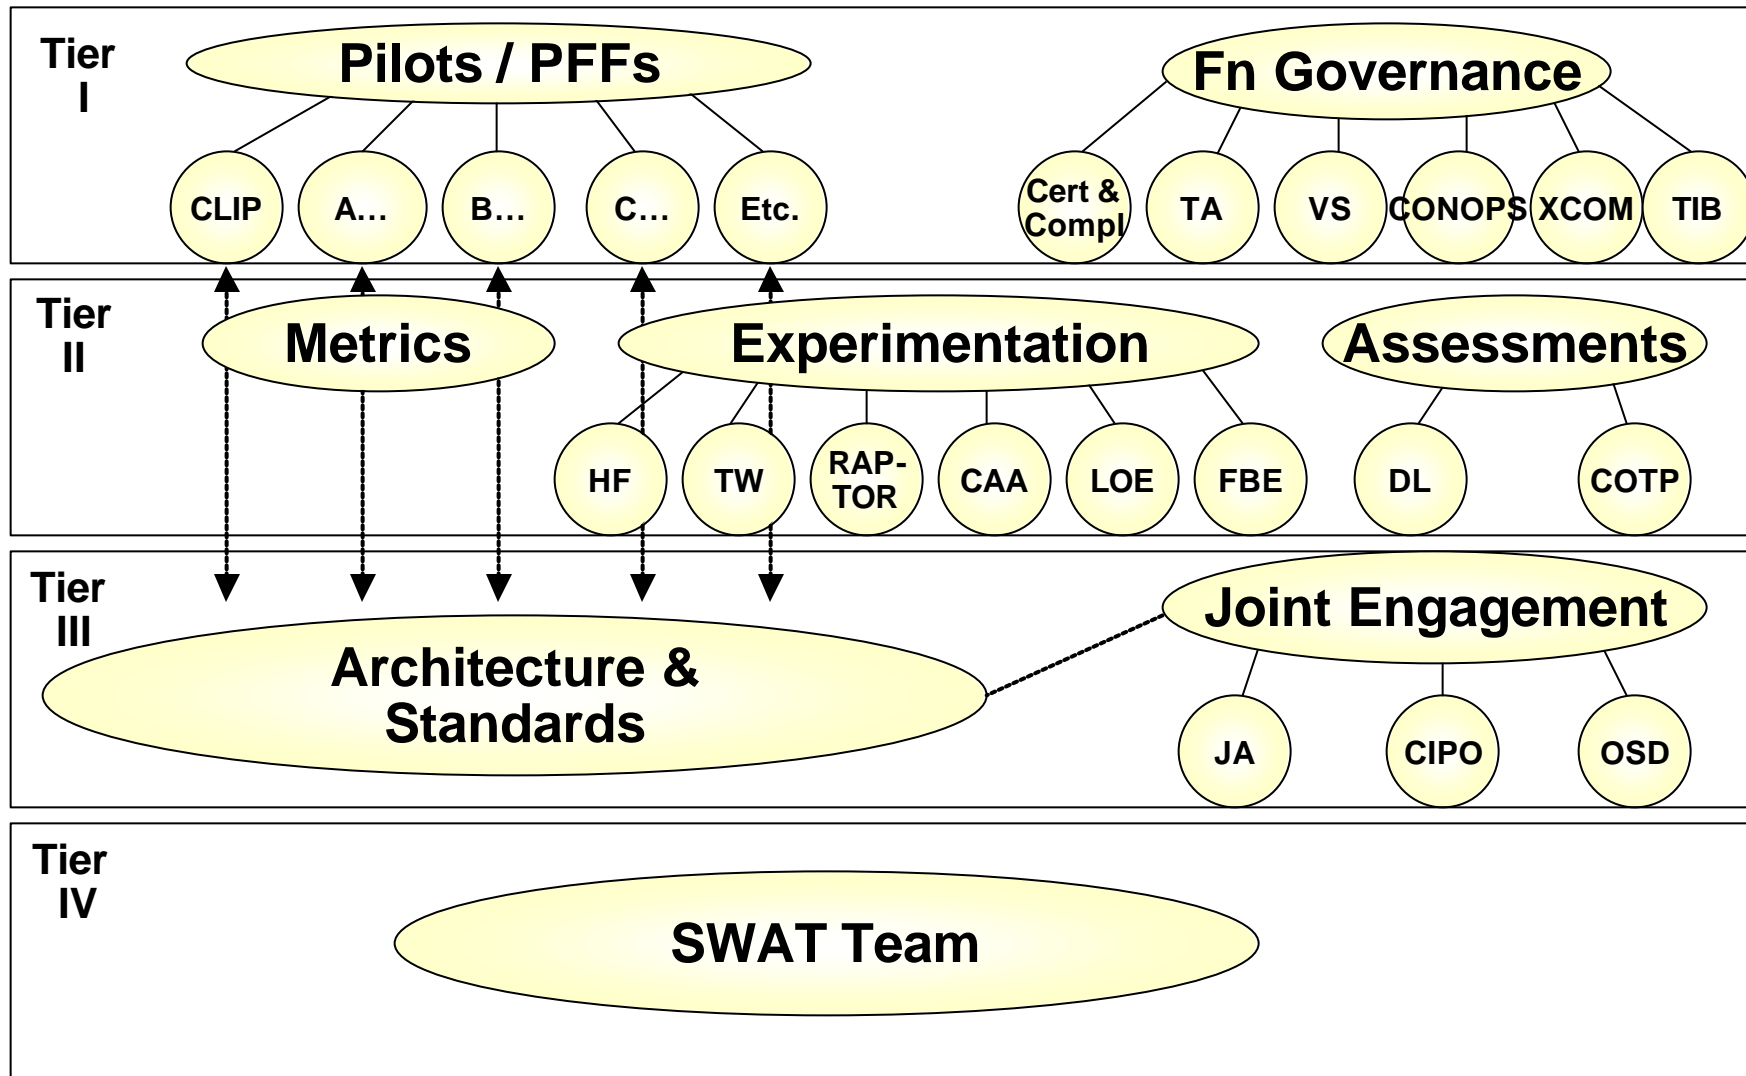 Tier
I
Pilots / PFFs
Fn Governance
CLIP
A…
B…
C…
Etc.
Cert &
Compl
TA
VS
CONOPS
XCOM
TIB
Tier
II
Metrics
Experimentation
Assessments
HF
TW
RAP-
TOR
CAA
LOE
FBE
DL
COTP
Tier
III
Architecture &
Standards
Joint Engagement
JA
CIPO
OSD
Tier
IV
SWAT Team